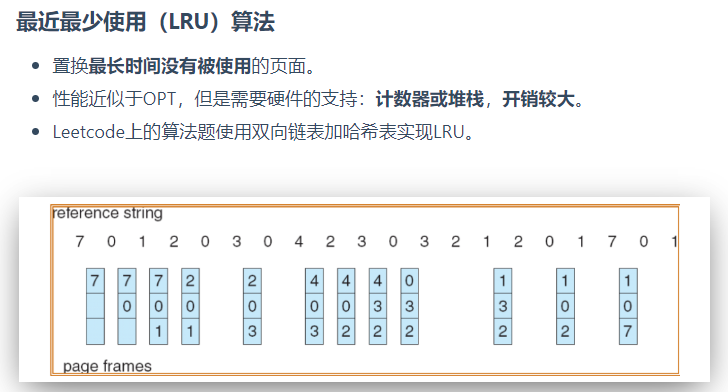 最近最少使用（LRU）算法
置换最长时间没有被使用的页面。
性能近似于OPT，但是需要硬件的支持：计数器或堆栈，开销较大。
Leetcode上的算法题使用双向链表加哈希表实现LRU。
reference string
7 0 1 2 0 3 0 4 2 3 0 3 2 1 2 0 1 7 0 1
7 7 7 2 2 4 4 4 0 1 1 1
0 0 0 0 0 0 3 3 3 0 0
1 1 3 3 2 2 2 2 2 7
page frames